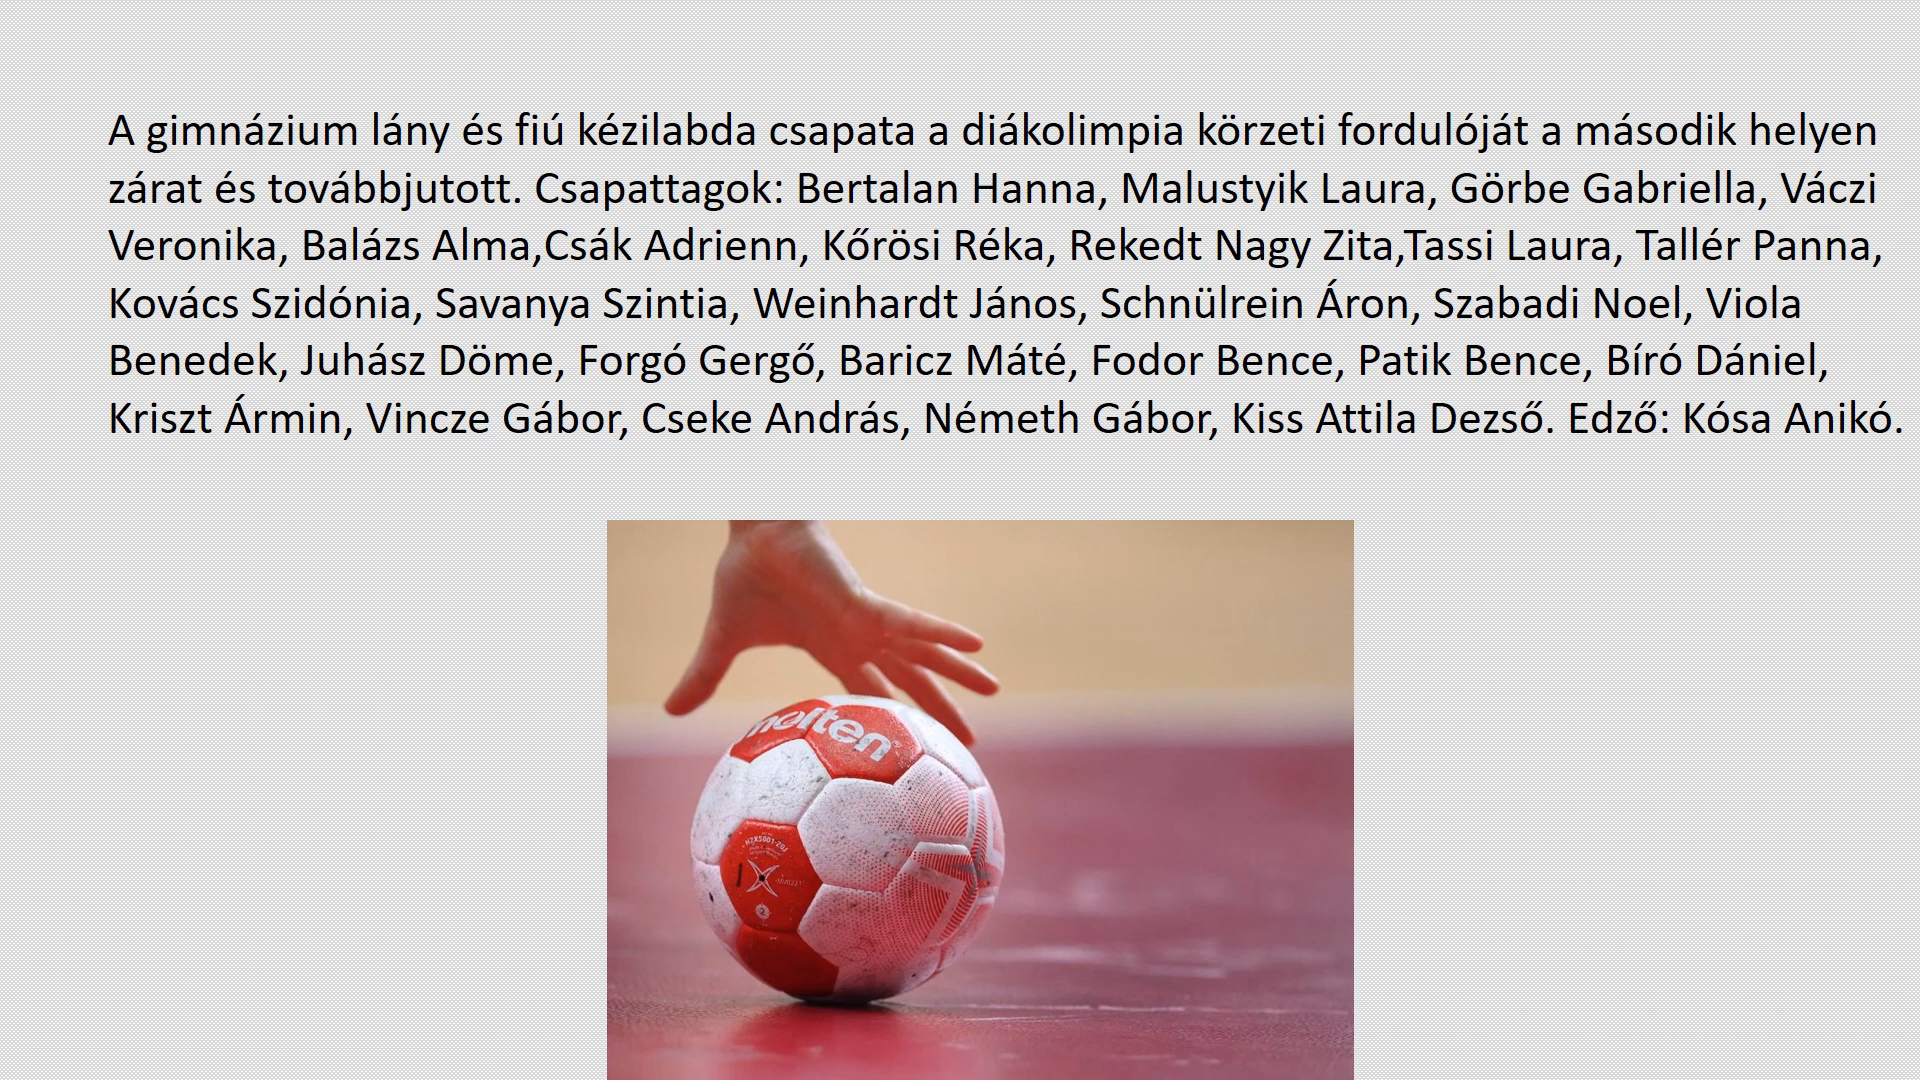 A gimnázium lány és fiú kézilabda csapata a diákolimpia körzeti fordulóját a második helyen
zárat és továbbjutott. Csapattagok: Bertalan Hanna, Malustyik Laura, Görbe Gabriella, Váczi
Veronika, Balázs Alma,Csák Adrienn, Kőrösi Réka, Rekedt Nagy Zita,Tassi Laura, Tallér Panna,
Kovács Szidónia, Savanya Szintia, Weinhardt János, Schnülrein Áron, Szabadi Noel, Viola
Benedek, Juhász Döme, Forgó Gergő, Baricz Máté, Fodor Bence, Patik Bence, Bíró Dániel,
Kriszt Ármin, Vincze Gábor, Cseke András, Németh Gábor, Kiss Attila Dezső. Edző: Kósa Anikó.
molten